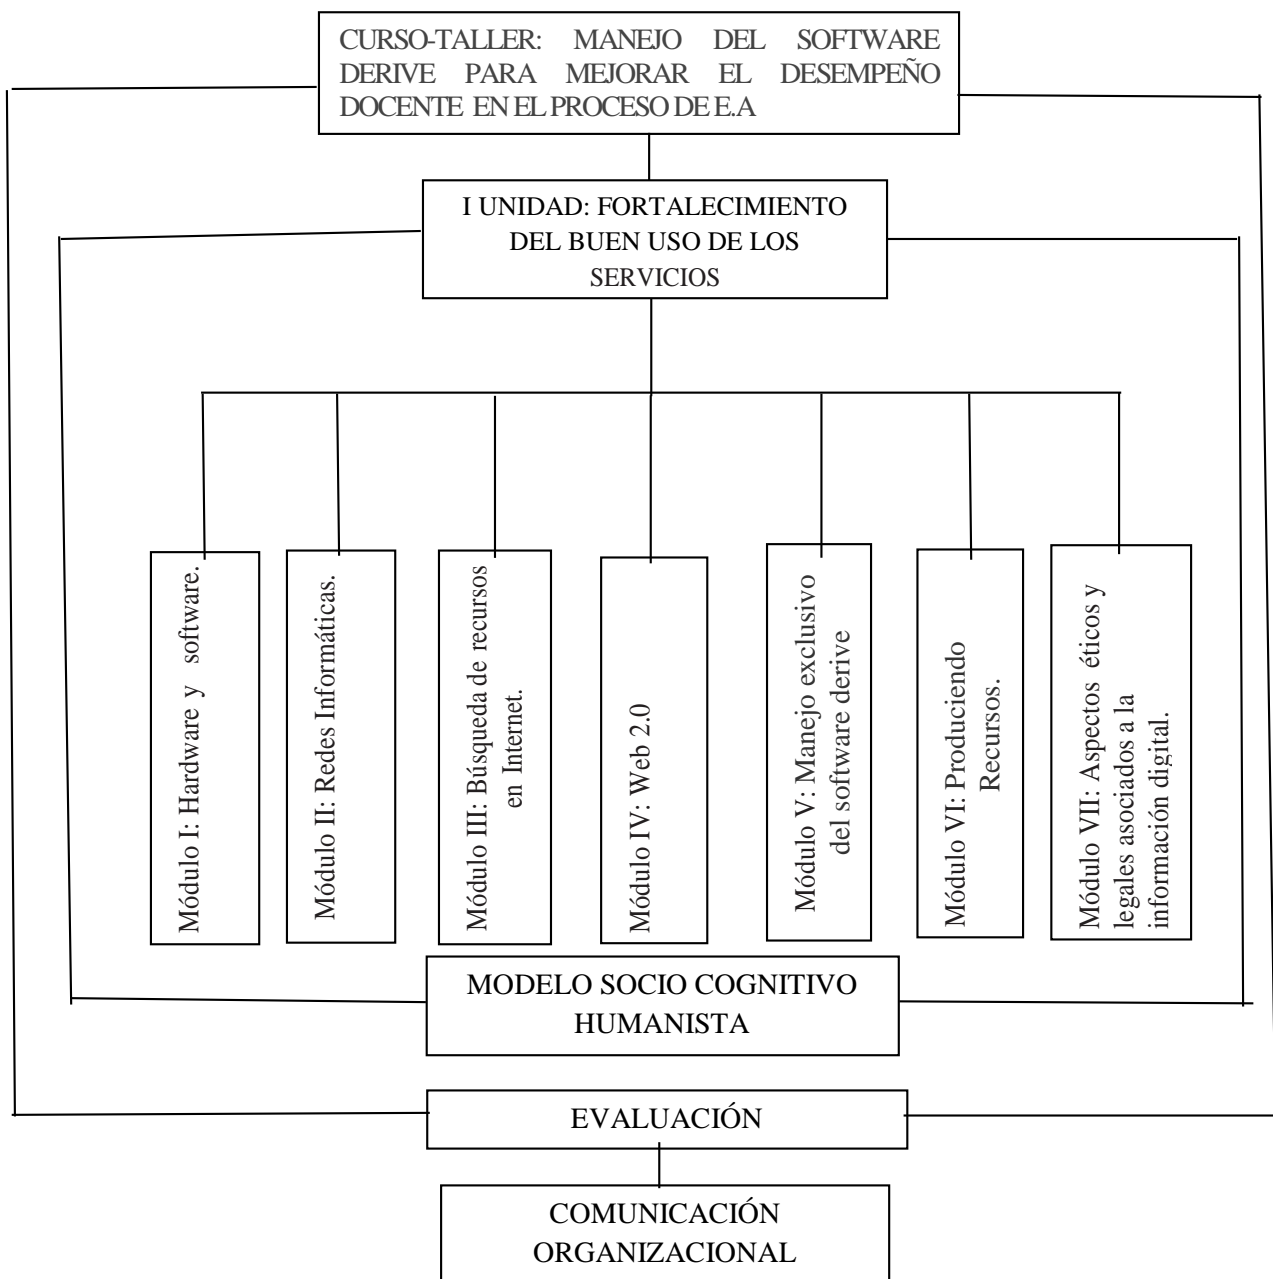 CURSO-TALLER: MANEJO DEL SOFTWARE
DERIVE PARA MEJORAR EL DESEMPEÑO
DOCENTE EN EL PROCESO DE E.A
I UNIDAD: FORTALECIMIENTO
DEL BUEN USO DE LOS
SERVICIOS
Módulo I: Hardware y software.
Módulo II: Redes Informáticas.
Módulo III: Búsqueda de recursos
en Internet.
Módulo IV: Web 2.0
Módulo V: Manejo exclusivo
del software derive
Módulo VI: Produciendo
Recursos.
Módulo VII: Aspectos éticos y
legales asociados a la
información digital.
MODELO SOCIO COGNITIVO
HUMANISTA
EVALUACIÓN
COMUNICACIÓN
ORGANIZACIONAL